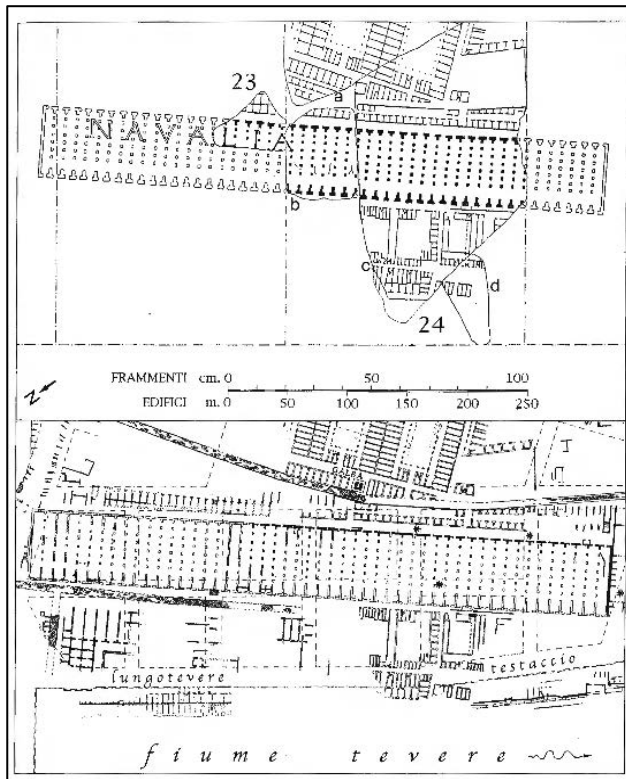 23
NAVALIA
a
b
c
d
24
FRAMMENTI cm. 0 50 100
EDIFICI m. 0 50 100 150 200 250
N
lungotevere
testaccio
fiume tevere